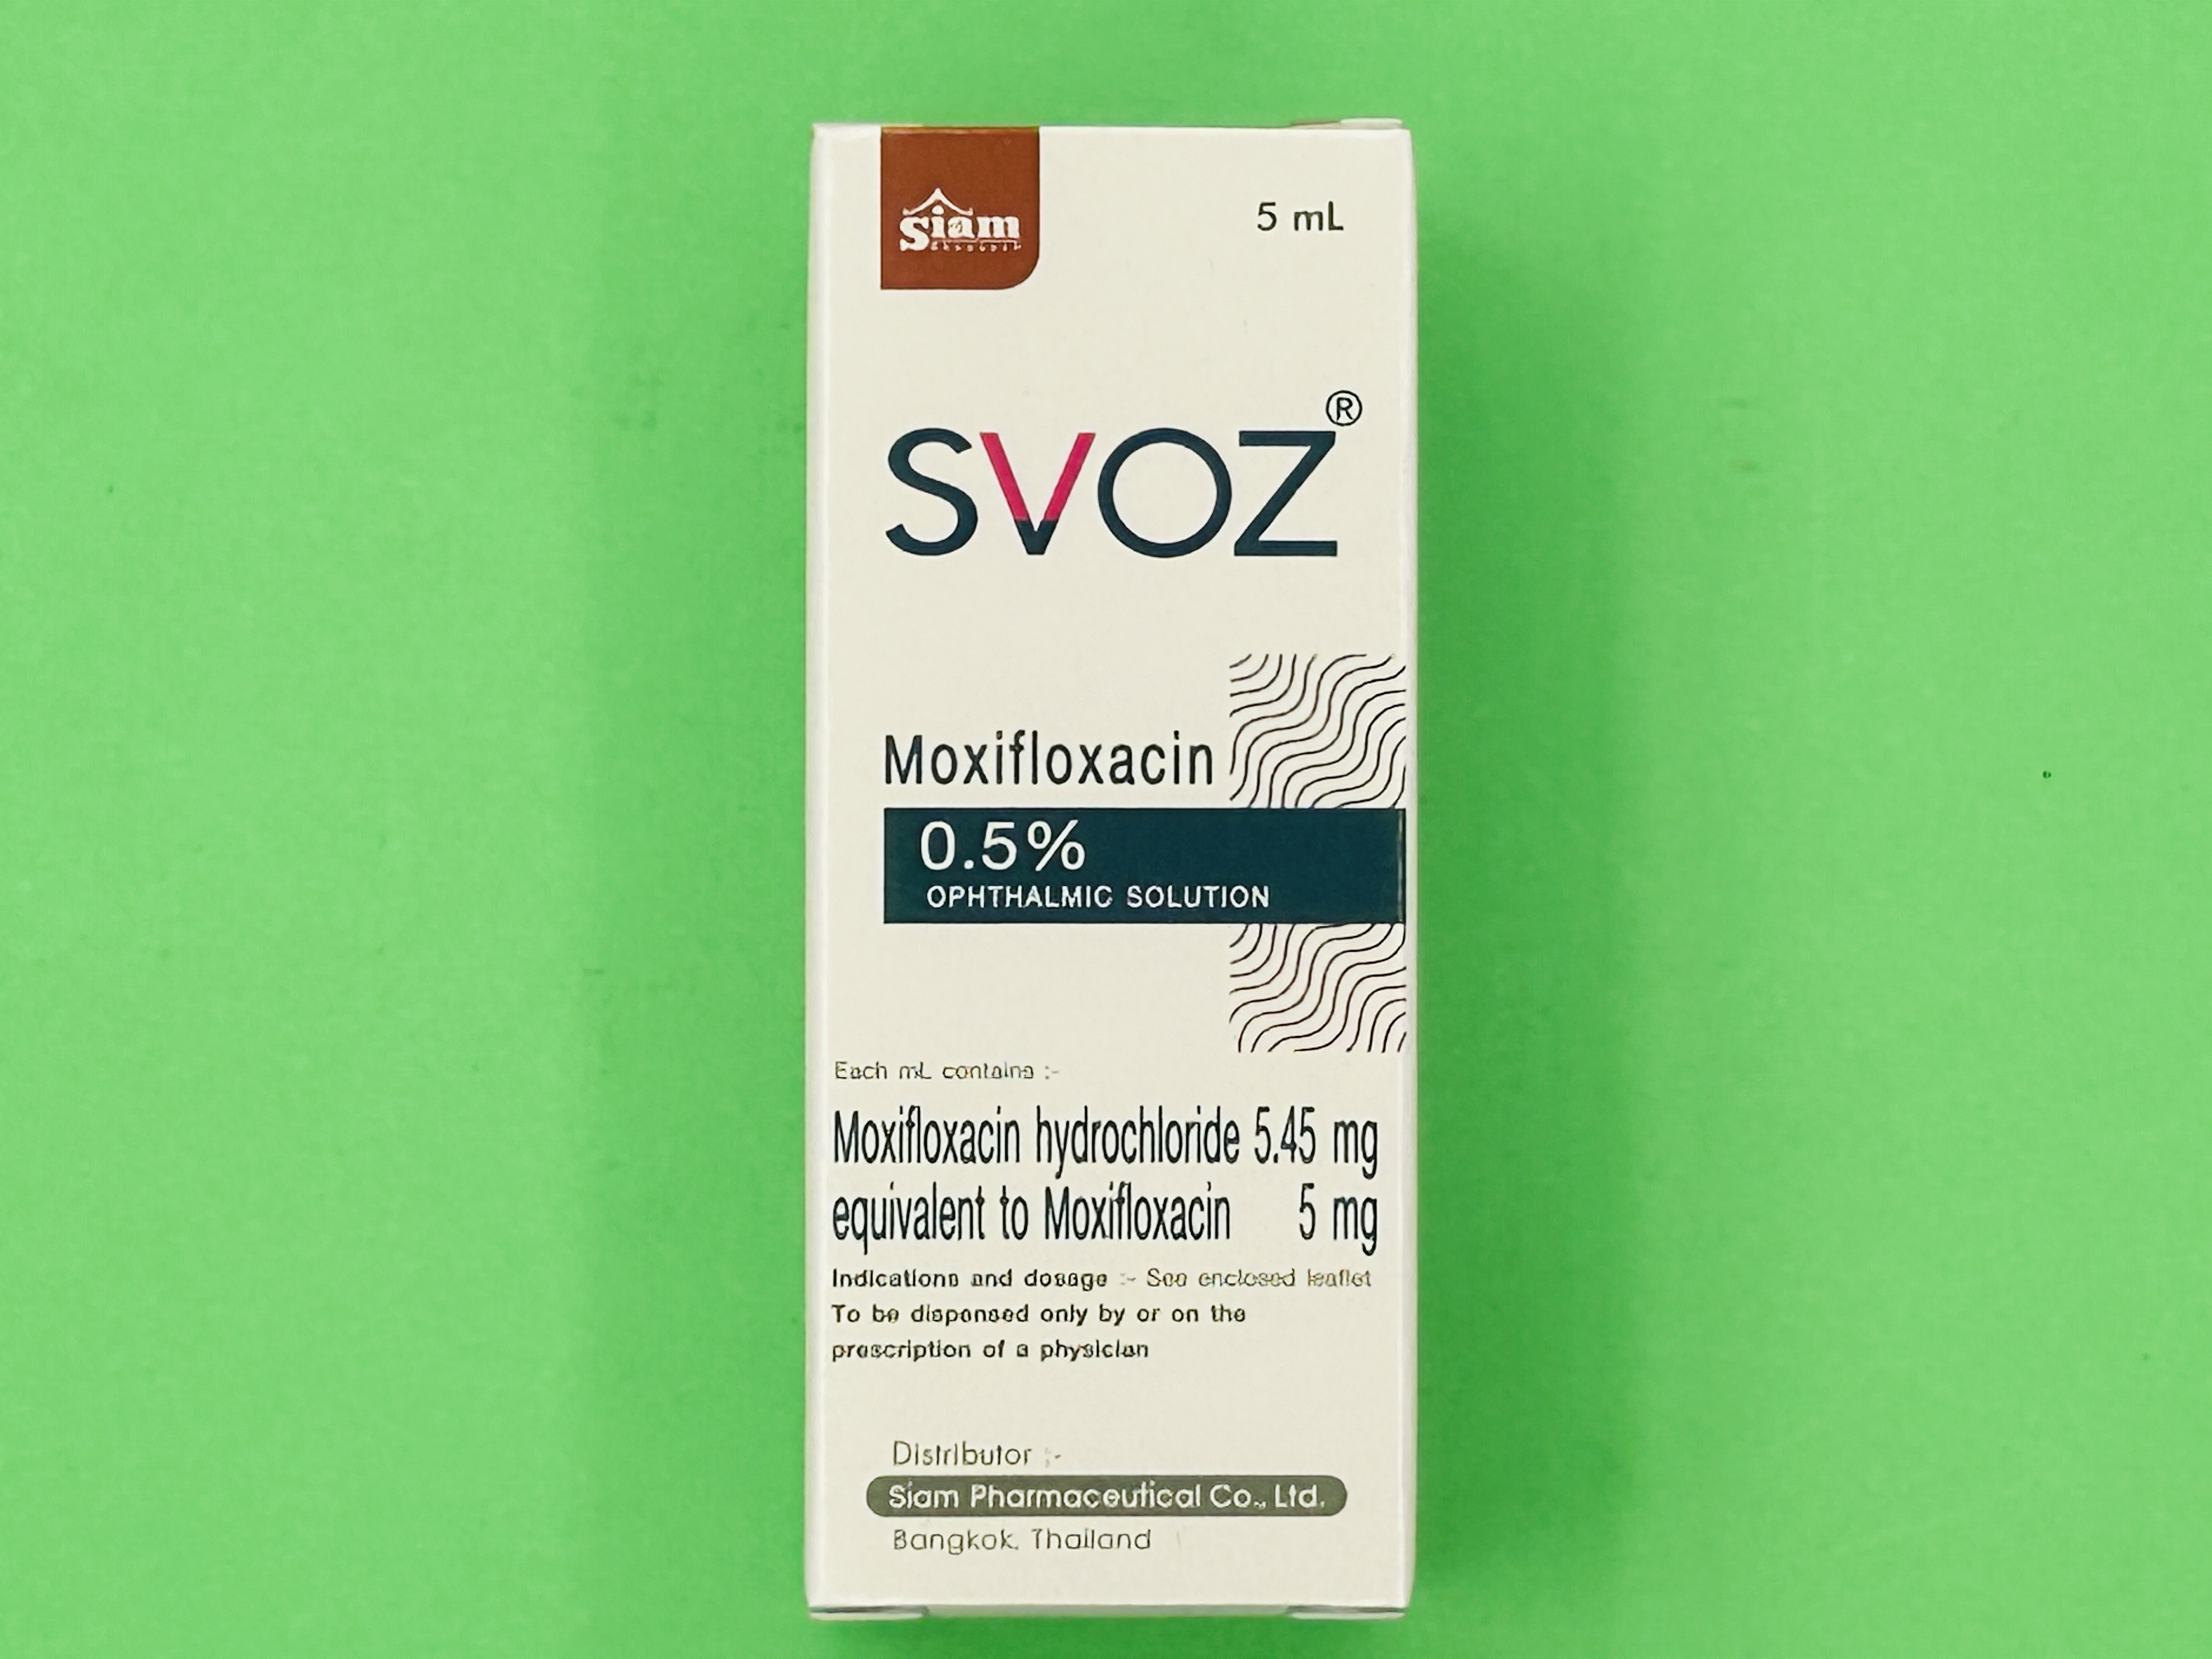 Siam
5 mL
SVOZ®
Moxifloxacin
0.5%
OPHTHALMIC SOLUTION
Each mL contains :-
Moxifloxacin hydrochloride 5.45 mg
equivalent to Moxifloxacin 5 mg
Indications and dosage :- See enclosed leaflet
To be dispensed only by or on the
prescription of a physician
Distributor :-
Siam Pharmaceutical Co., Ltd.
Bangkok, Thailand